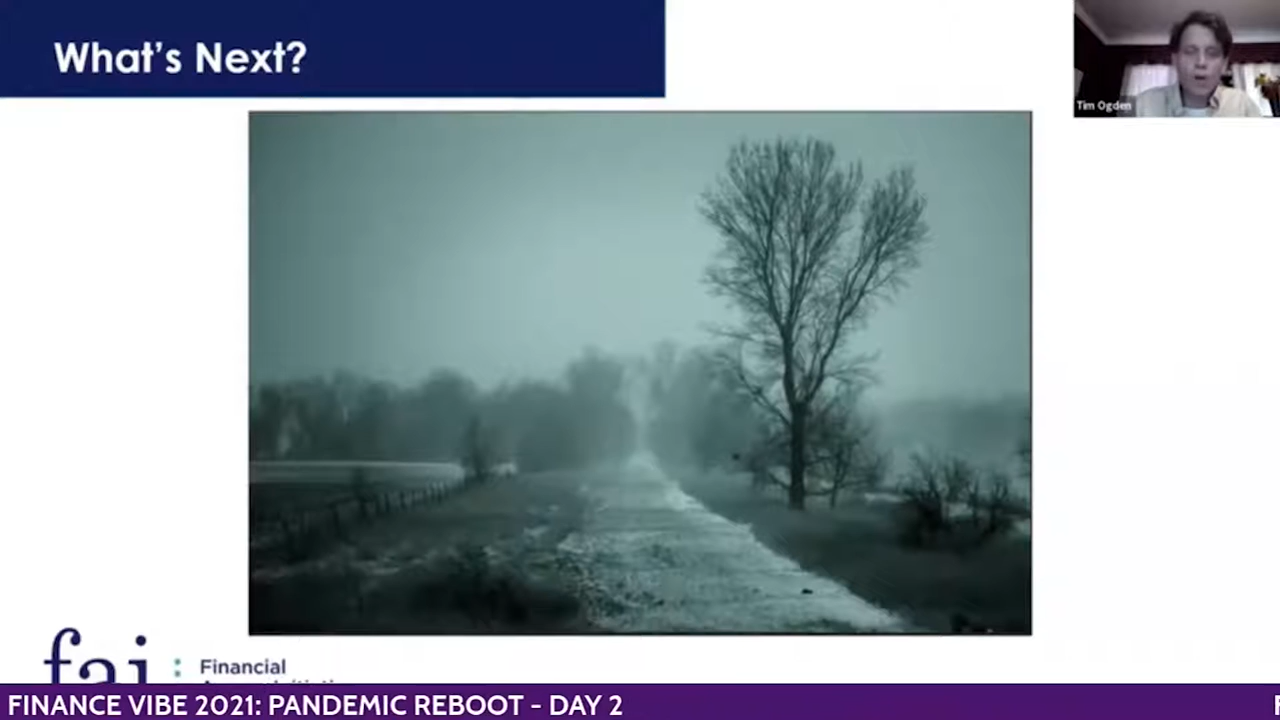 What's Next?
Tim Ogden
fai
Financial
FINANCE VIBE 2021: PANDEMIC REBOOT - DAY 2